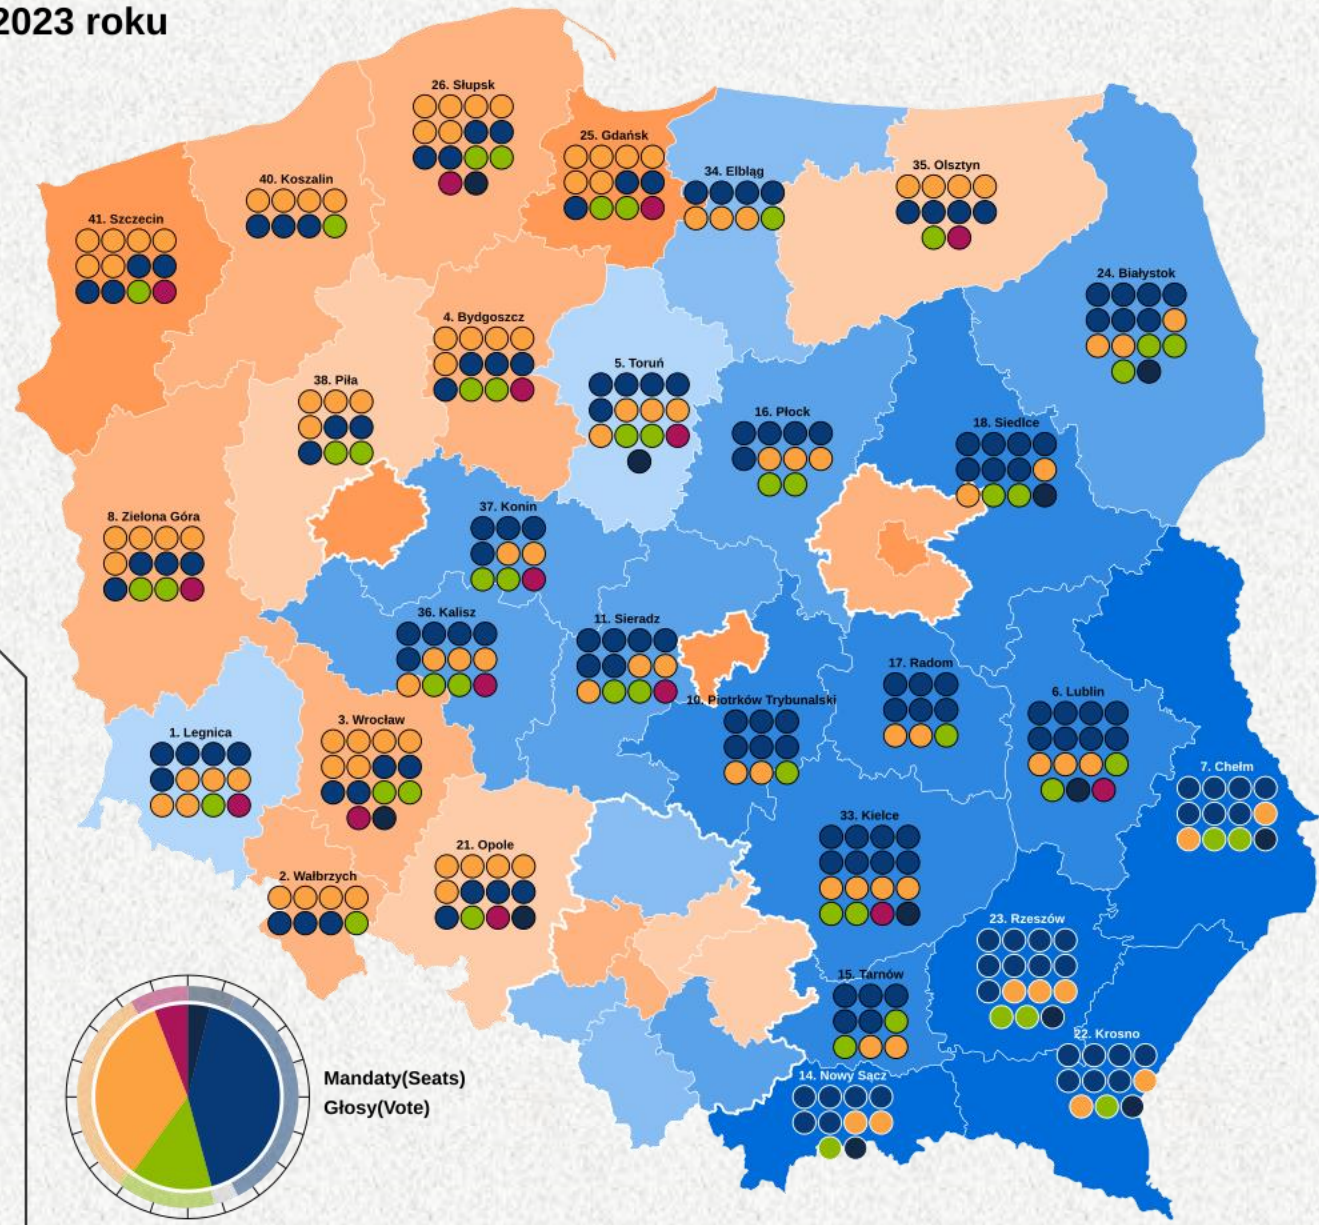 2023 roku
26. Słupsk
25. Gdańsk
34. Elbląg
35. Olsztyn
40. Koszalin
41. Szczecin
24. Białystok
4. Bydgoszcz
5. Toruń
38. Piła
16. Płock
18. Siedlce
37. Konin
8. Zielona Góra
36. Kalisz
11. Sieradz
17. Radom
10. Piotrków Trybunalski
6. Lublin
3. Wrocław
1. Legnica
7. Chełm
33. Kielce
21. Opole
2. Wałbrzych
23. Rzeszów
15. Tarnów
22. Krosno
14. Nowy Sącz
Mandaty(Seats)
Głosy(Vote)